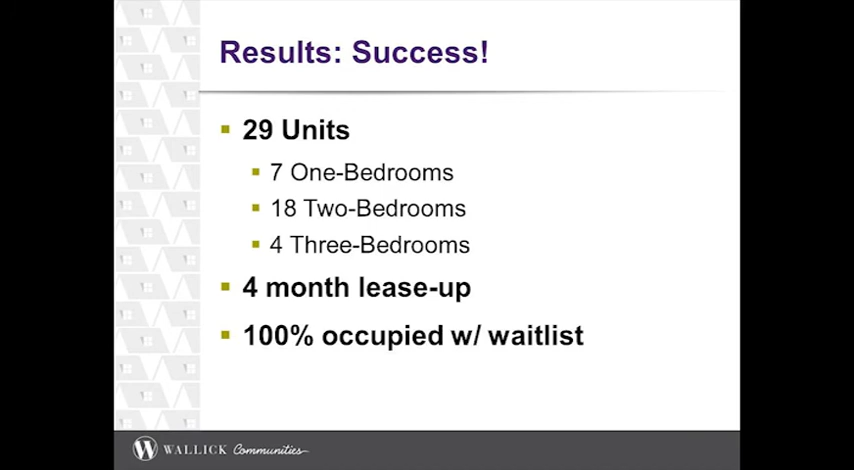 Results: Success!
29 Units
7 One-Bedrooms
18 Two-Bedrooms
4 Three-Bedrooms
4 month lease-up
100% occupied w/ waitlist
W WALLICK Communities